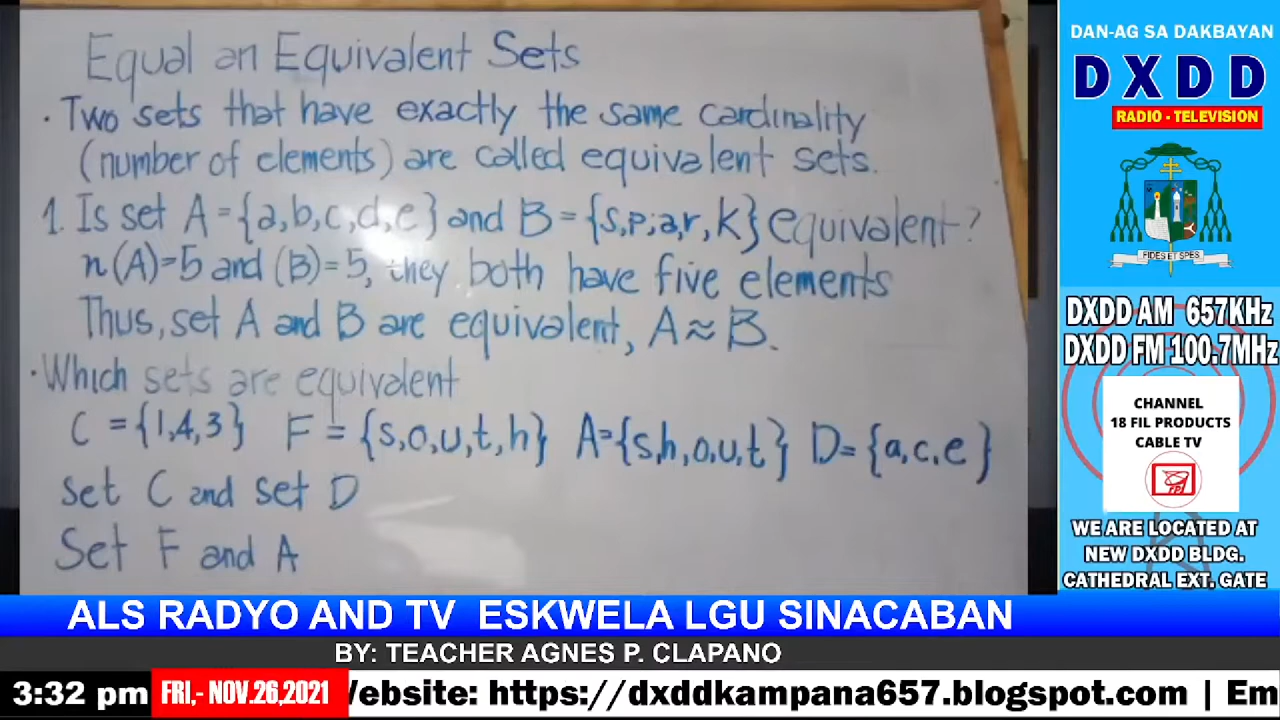 Equal an Equivalent Sets
· Two sets that have exactly the same cardinality
(number of elements) are called equivalent sets.
1. Is set A = {a,b,c,d,e} and B = {s,p,a,r,k} equivalent?
n(A)=5 and (B)=5, they both have five elements
Thus, set A and B are equivalent, A≈B.
· Which sets are equivalent
C = {1,4,3} F = {s,o,u,t,h} A={s,h,o,u,t} D={a,c,e}
set C and set D
Set F and A
DAN-AG SA DAKBAYAN
DXDD
RADIO - TELEVISION
FIDES ET SPES
DXDD AM 657KHz
DXDD FM 100.7MHz
CHANNEL
18 FIL PRODUCTS
CABLE TV
FPI
WE ARE LOCATED AT
NEW DXDD BLDG.
CATHEDRAL EXT. GATE
ALS RADYO AND TV ESKWELA LGU SINACABAN
BY: TEACHER AGNES P. CLAPANO
3:32 pm FRI,- NOV.26,2021 Website: https://dxddkampana657.blogspot.com | Em